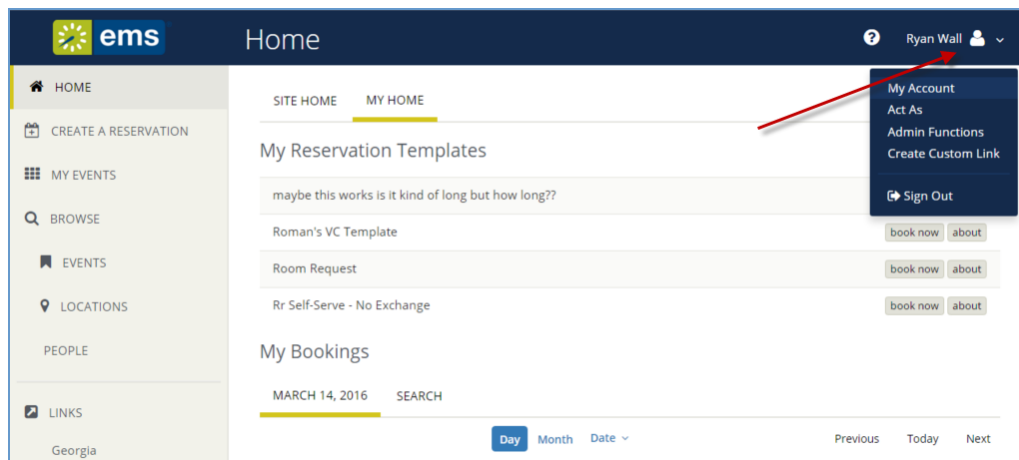 ems
Home
?
Ryan Wall
My Account
Act As
Admin Functions
Create Custom Link
Sign Out
HOME
CREATE A RESERVATION
MY EVENTS
BROWSE
EVENTS
LOCATIONS
PEOPLE
LINKS
Georgia
SITE HOME MY HOME
My Reservation Templates
maybe this works is it kind of long but how long??
Roman's VC Template book now about
Room Request book now about
Rr Self-Serve - No Exchange book now about
My Bookings
MARCH 14, 2016 SEARCH
Day Month Date Previous Today Next